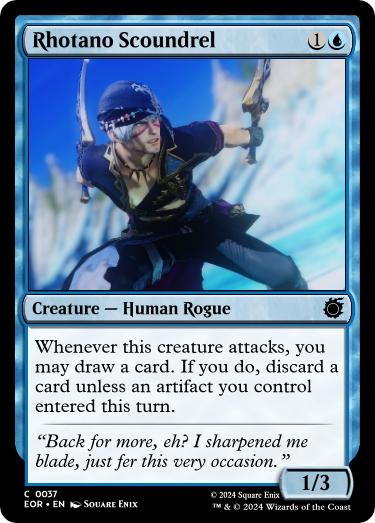 Rhotano Scoundrel 1
Creature — Human Rogue
Whenever this creature attacks, you
may draw a card. If you do, discard a
card unless an artifact you control
entered this turn.
“Back for more, eh? I sharpened me
blade, just fer this very occasion.”
1/3
C 0037
EOR • EN Square Enix
© 2024 Square Enix
™ & © 2024 Wizards of the Coast